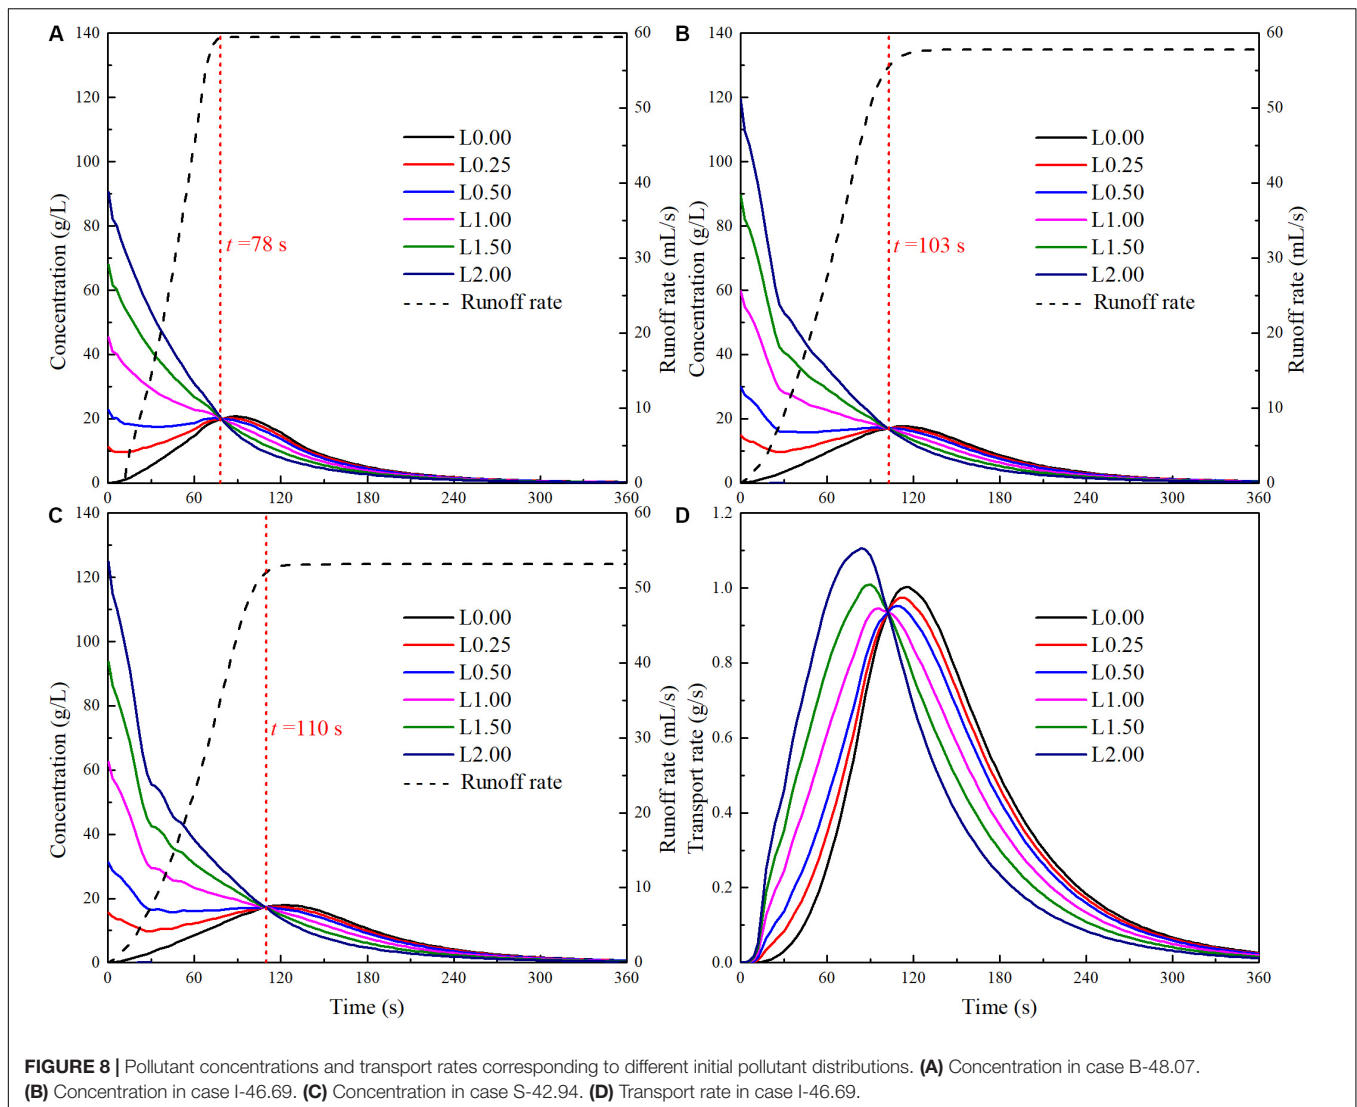 A
140
120
100
80
60
40
20
0
Concentration (g/L)
60
50
40
30
20
10
0
Runoff rate (mL/s)
0 60 120 180 240 300 360
L0.00
L0.25
L0.50
L1.00
L1.50
L2.00
Runoff rate
t =78 s
B
140
120
100
80
60
40
20
0
Concentration (g/L)
60
50
40
30
20
10
0
Runoff rate (mL/s)
0 60 120 180 240 300 360
L0.00
L0.25
L0.50
L1.00
L1.50
L2.00
Runoff rate
t =103 s
C
140
120
100
80
60
40
20
0
Concentration (g/L)
60
50
40
30
20
10
0
Runoff rate (mL/s)
0 60 120 180 240 300 360
Time (s)
L0.00
L0.25
L0.50
L1.00
L1.50
L2.00
Runoff rate
t =110 s
D
1.2
1.0
0.8
0.6
0.4
0.2
0.0
Transport rate (g/s)
0 60 120 180 240 300 360
Time (s)
L0.00
L0.25
L0.50
L1.00
L1.50
L2.00
FIGURE 8 | Pollutant concentrations and transport rates corresponding to different initial pollutant distributions. (A) Concentration in case B-48.07.
(B) Concentration in case I-46.69. (C) Concentration in case S-42.94. (D) Transport rate in case I-46.69.